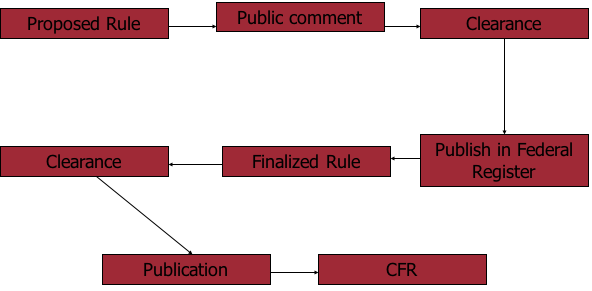 Proposed Rule
Public comment
Clearance
Publish in Federal
Register
Finalized Rule
Clearance
Publication
CFR